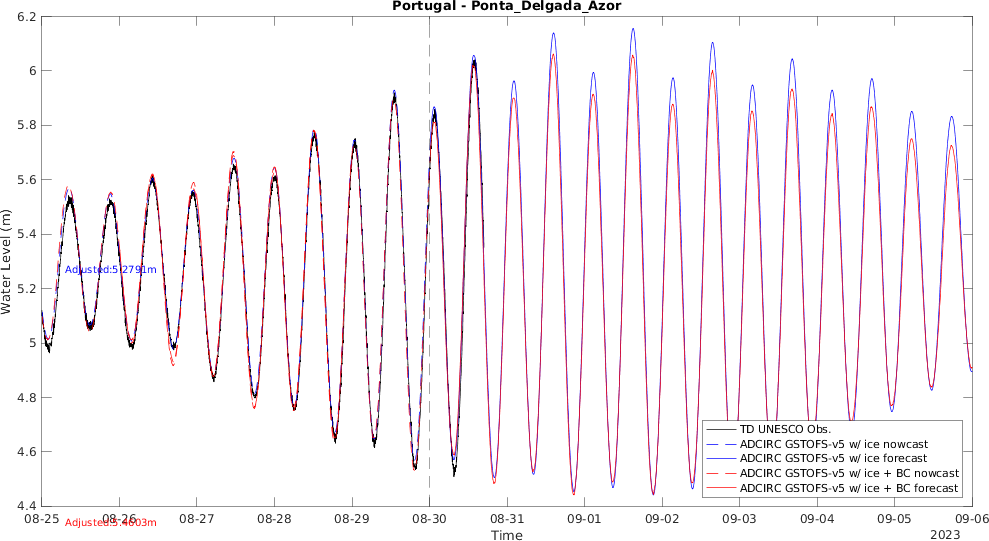 Portugal - Ponta_Delgada_Azor
6.2
6
5.8
5.6
5.4
5.2
5
4.8
4.6
4.4
Water Level (m)
Adjusted:5.2791m
TD UNESCO Obs.
ADCIRC GSTOFS-v5 w/ ice nowcast
ADCIRC GSTOFS-v5 w/ ice forecast
ADCIRC GSTOFS-v5 w/ ice + BC nowcast
ADCIRC GSTOFS-v5 w/ ice + BC forecast
08-25 08-26 08-27 08-28 08-29 08-30 08-31 09-01 09-02 09-03 09-04 09-05 09-06
Adjusted:5.4603m
Time
2023